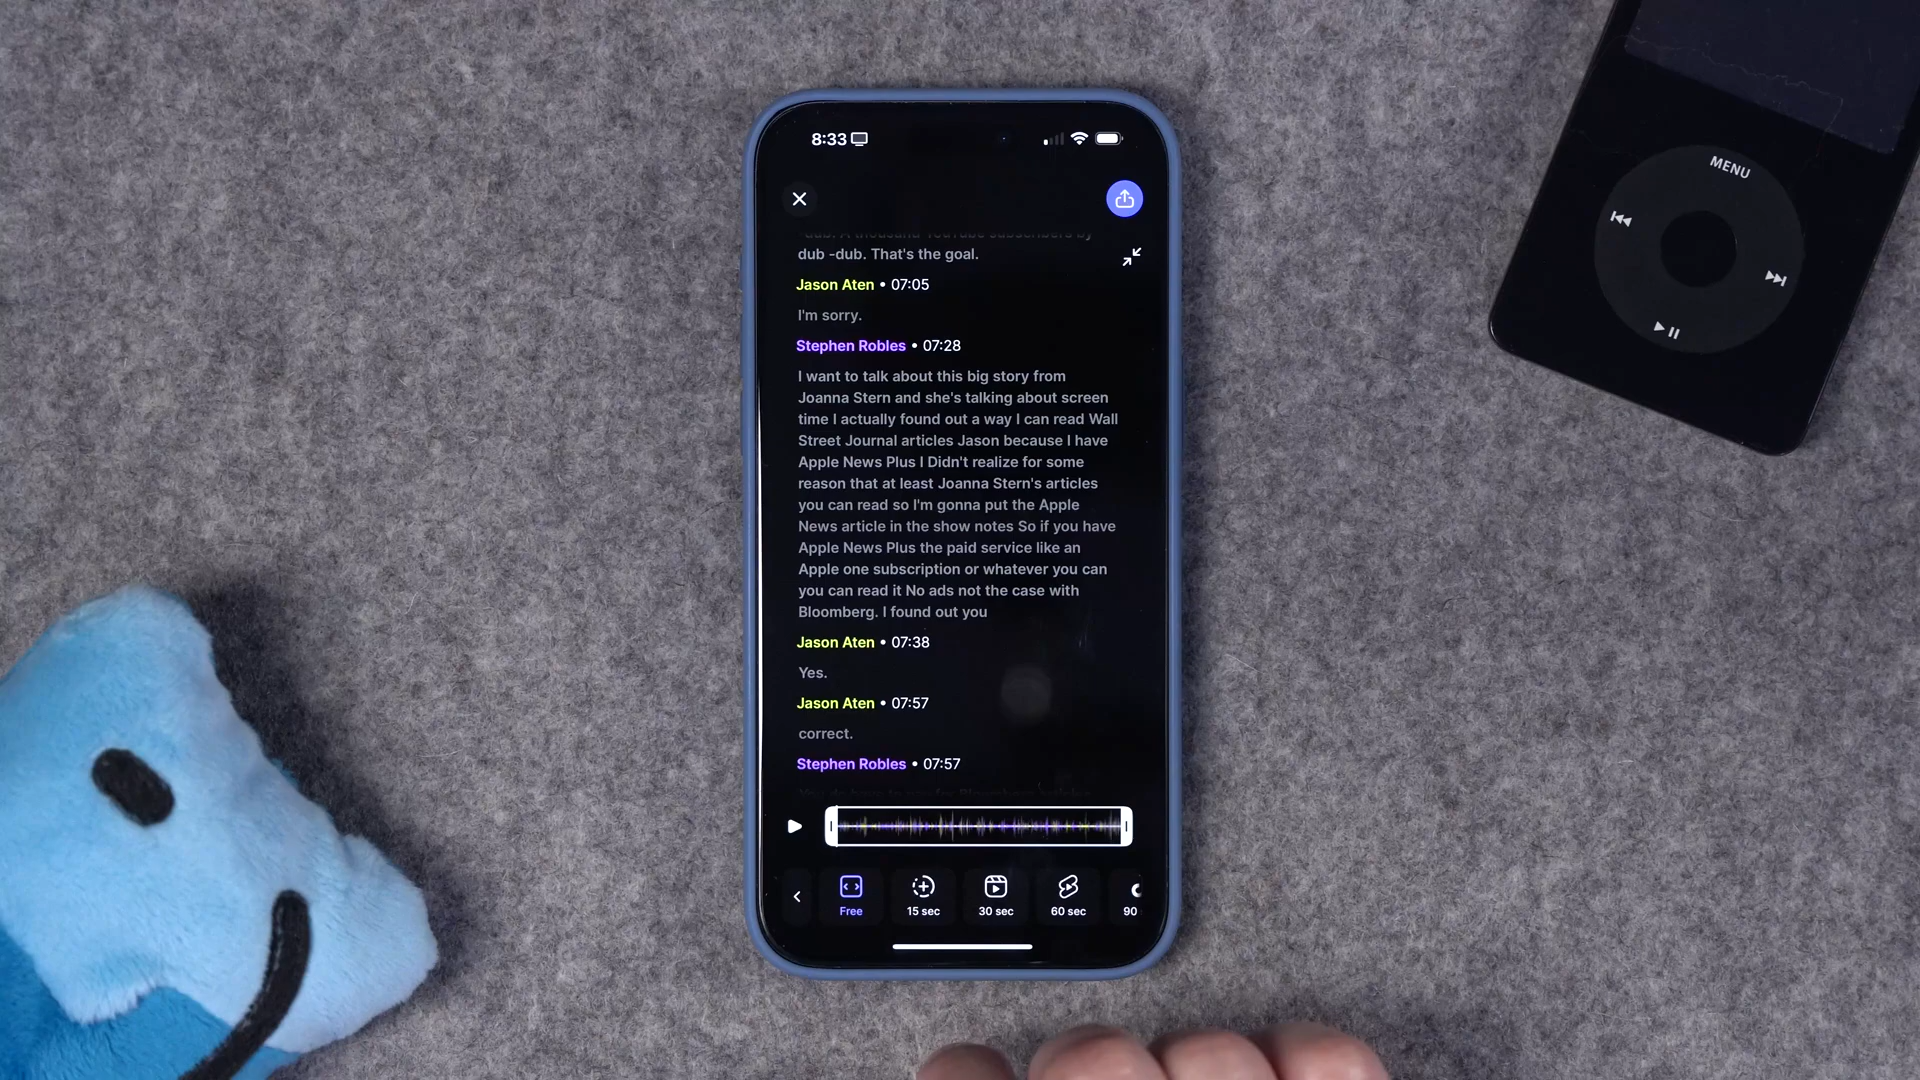 8:33
-dub. A thousand YouTube subscribers by
dub -dub. That's the goal.
Jason Aten • 07:05
I'm sorry.
Stephen Robles • 07:28
I want to talk about this big story from
Joanna Stern and she's talking about screen
time I actually found out a way I can read Wall
Street Journal articles Jason because I have
Apple News Plus I Didn't realize for some
reason that at least Joanna Stern's articles
you can read so I'm gonna put the Apple
News article in the show notes So if you have
Apple News Plus the paid service like an
Apple one subscription or whatever you can
you can read it No ads not the case with
Bloomberg. I found out you
Jason Aten • 07:38
Yes.
Jason Aten • 07:57
correct.
Stephen Robles • 07:57
Free
15 sec
30 sec
60 sec
90
MENU